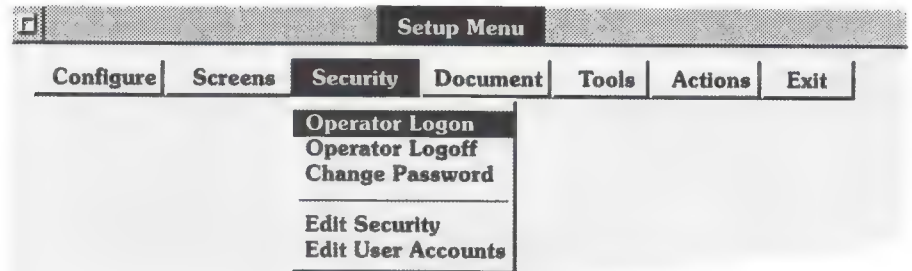 Setup Menu
Configure Screens Security Document Tools Actions Exit
Operator Logon
Operator Logoff
Change Password
Edit Security
Edit User Accounts